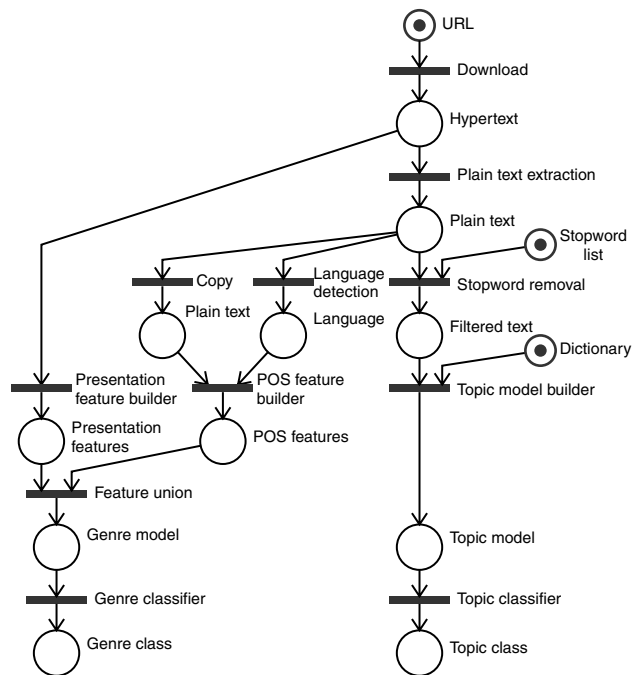 URL
Download
Hypertext
Plain text extraction
Plain text
Stopword
list
Copy
Language
detection
Stopword removal
Plain text
Language
Filtered text
Dictionary
Presentation
feature builder
POS feature
builder
Topic model builder
Presentation
features
POS features
Feature union
Genre model
Topic model
Genre classifier
Topic classifier
Genre class
Topic class